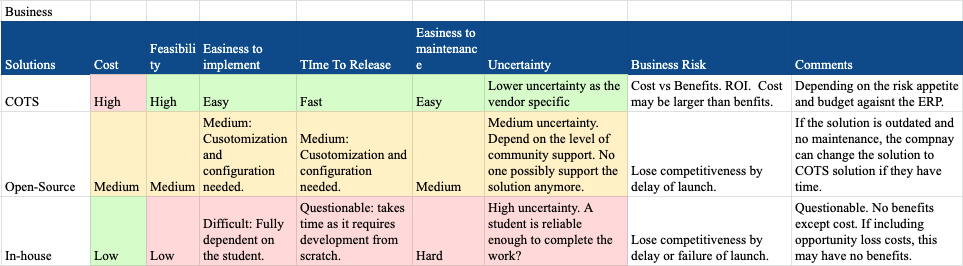 Business
Solutions
Cost
Feasibili
ty
Easiness to
implement
TIme To Release
Easiness to
maintenanc
e
Uncertainty
Business Risk
Comments
COTS
High
High
Easy
Fast
Easy
Lower uncertainty as the
vendor specific
Cost vs Benefits. ROI.  Cost
may be larger than benfits.
Depending on the risk appetite
and budget agaisnt the ERP.
Open-Source
Medium
Medium
Medium:
Cusotomization
and
configuration
needed.
Medium:
Cusotomization and
configuration
needed.
Medium
Medium uncertainty.
Depend on the level of
community support. No
one possibly support the
solution anymore.
Lose competitiveness by
delay of launch.
If the solution is outdated and
no maintenance, the compnay
can change the solution to
COTS solution if they have
time.
In-house
Low
Low
Difficult: Fully
dependent on
the student.
Questionable: takes
time as it requires
development from
scratch.
Hard
High uncertainty. A
student is reliable
enough to complete the
work?
Lose competitiveness by
delay or failure of launch.
Questionable. No benefits
except cost. If including
opportunity loss costs, this
may have no benefits.